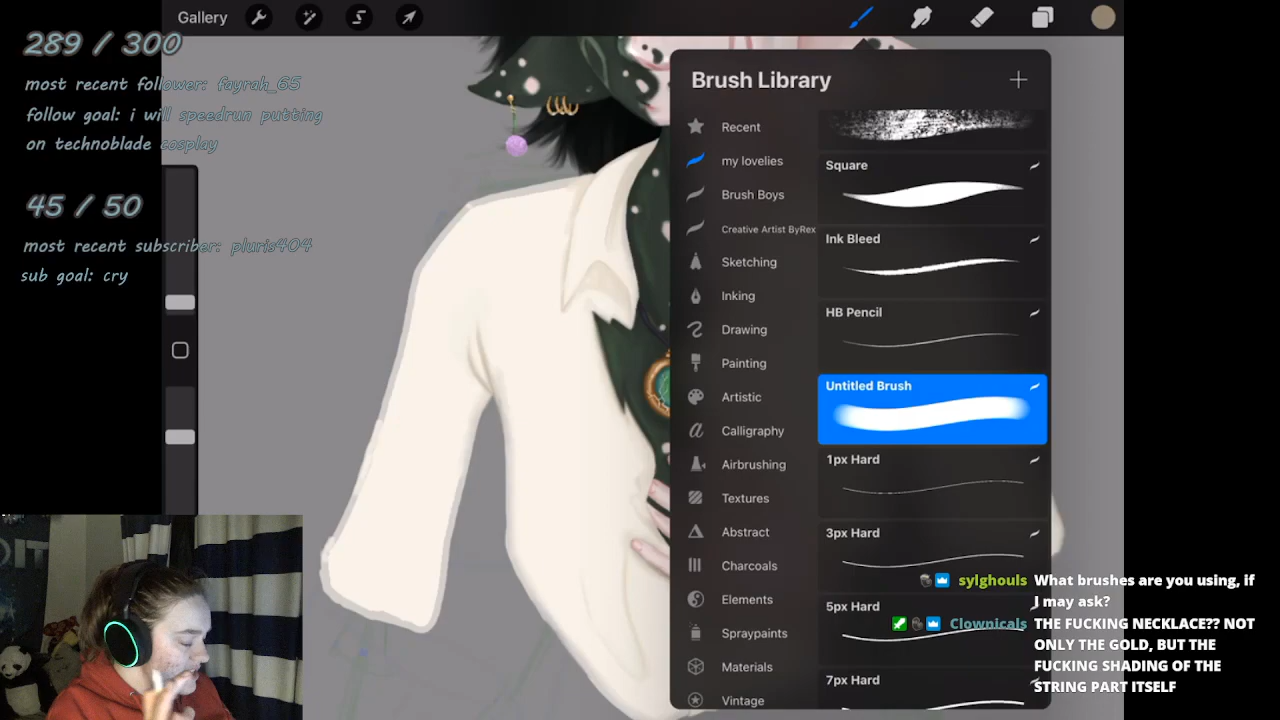 Gallery
289 / 300
most recent follower: fayrah_65
follow goal: i will speedrun putting
on technoblade cosplay
45 / 50
most recent subscriber: pluris404
sub goal: cry
Brush Library
Recent
my lovelies
Brush Boys
Creative Artist ByRex
Sketching
Inking
Drawing
Painting
Artistic
Calligraphy
Airbrushing
Textures
Abstract
Charcoals
Elements
Spraypaints
Materials
Vintage
Square
Ink Bleed
HB Pencil
Untitled Brush
1px Hard
3px Hard
5px Hard
7px Hard
sylghouls What brushes are you using, if
I may ask?
Clownicals THE FUCKING NECKLACE?? NOT
ONLY THE GOLD, BUT THE
FUCKING SHADING OF THE
STRING PART ITSELF